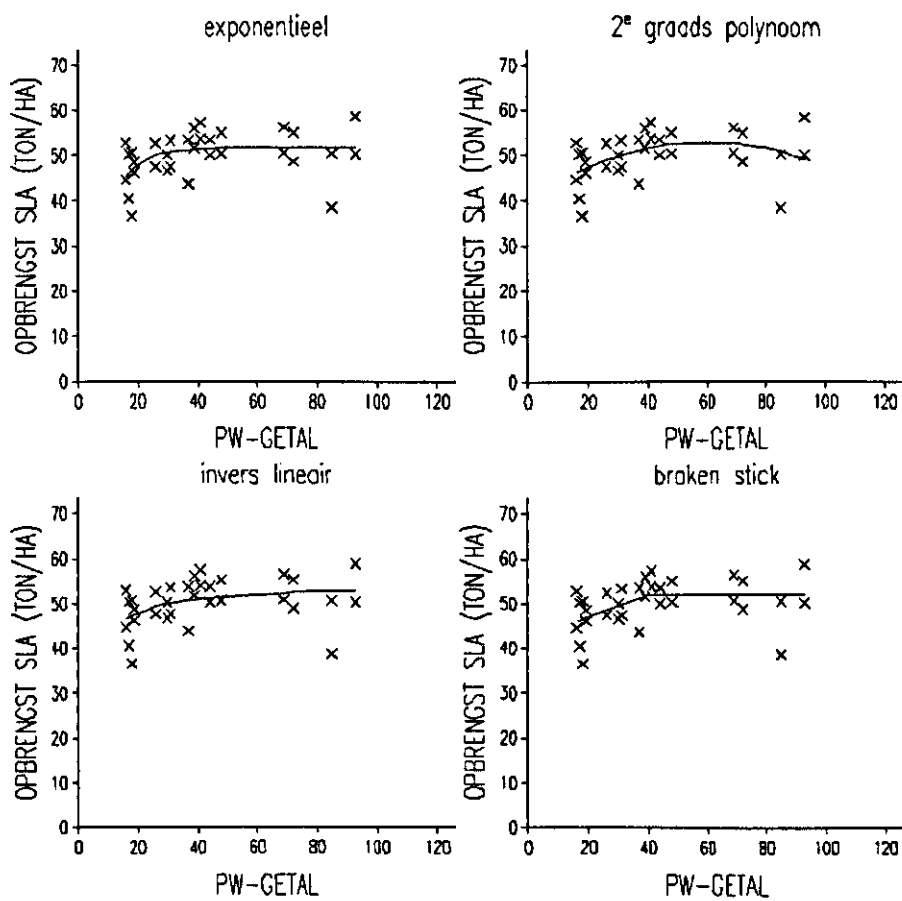 exponentieel
OPBRENGST SLA (TON/HA)
70
60
50
40
30
20
10
0
0 20 40 60 80 100 120
PW-GETAL
2e graads polynoom
OPBRENGST SLA (TON/HA)
70
60
50
40
30
20
10
0
0 20 40 60 80 100 120
PW-GETAL
invers lineair
OPBRENGST SLA (TON/HA)
70
60
50
40
30
20
10
0
0 20 40 60 80 100 120
PW-GETAL
broken stick
OPBRENGST SLA (TON/HA)
70
60
50
40
30
20
10
0
0 20 40 60 80 100 120
PW-GETAL